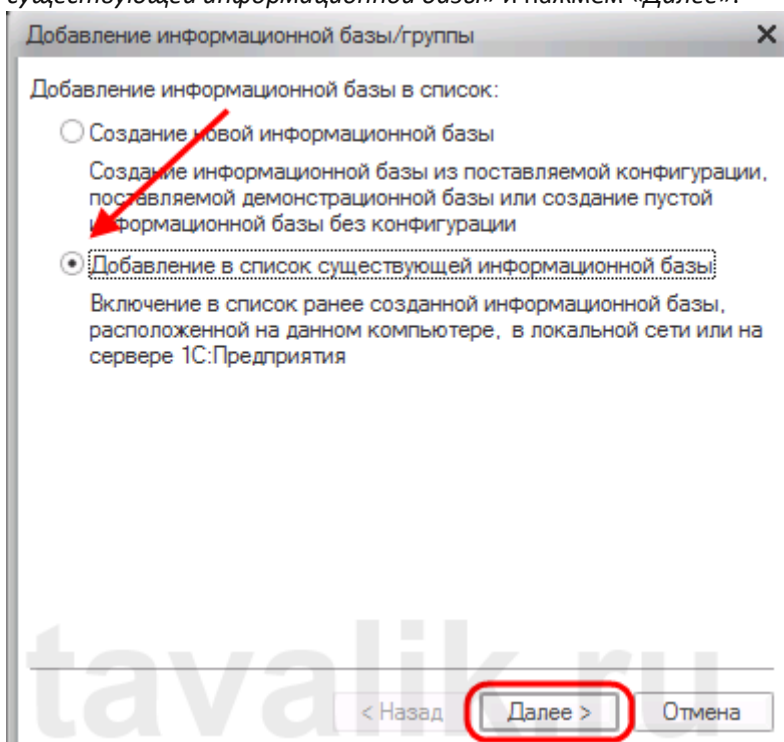 существующей информационной базы» и нажмем «Далее».
Добавление информационной базы/группы
Добавление информационной базы в список:
Создание новой информационной базы
Создание информационной базы из поставляемой конфигурации,
поставляемой демонстрационной базы или создание пустой
информационной базы без конфигурации
Добавление в список существующей информационной базы
Включение в список ранее созданной информационной базы,
расположенной на данном компьютере, в локальной сети или на
сервере 1С:Предприятия
tavalik.ru
< Назад Далее > Отмена